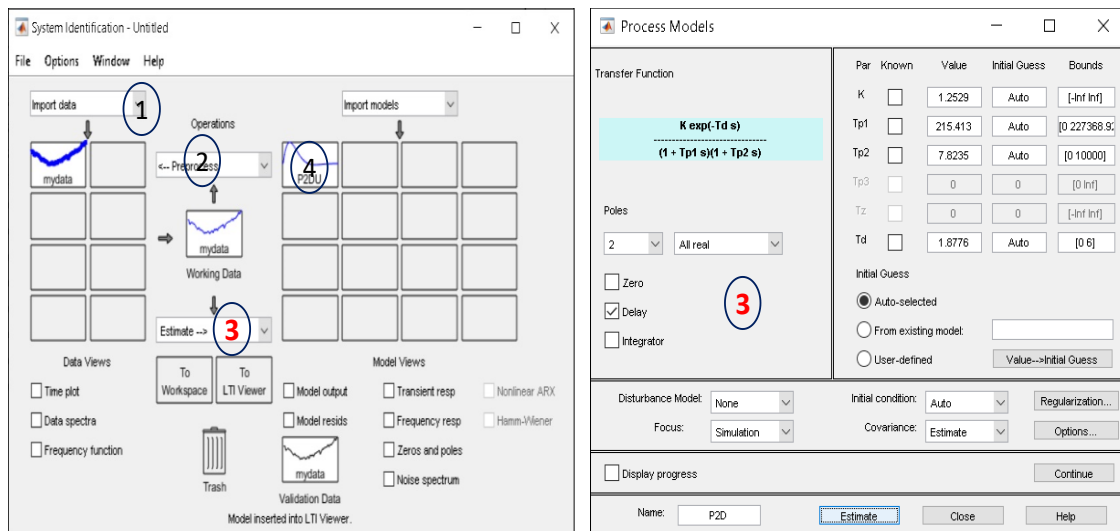 System Identification - Untitled
File Options Window Help
Import data
1
Import models
Operations
<-- Preprocess
2
4
mydata
P2DU
mydata
Working Data
Estimate -->
3
Data Views
To Workspace
To LTI Viewer
Model Views
Time plot
Data spectra
Frequency function
Model output
Transient resp
Nonlinear ARX
Model resids
Frequency resp
Hamm-Wiener
Zeros and poles
Noise spectrum
Trash
mydata
Validation Data
Model inserted into LTI Viewer.
Process Models
Transfer Function
K exp(-Td s)
(1 + Tp1 s)(1 + Tp2 s)
Poles
2 All real
Zero
Delay
Integrator
3
Par Known Value Initial Guess Bounds
K 1.2529 Auto [-Inf Inf]
Tp1 215.413 Auto [0 227368.92
Tp2 7.8235 Auto [0 10000]
Tp3 0 0 [0 Inf]
Tz 0 0 [-Inf Inf]
Td 1.8776 Auto [0 6]
Initial Guess
Auto-selected
From existing model:
User-defined
Value-->Initial Guess
Disturbance Model: None Initial condition: Auto Regularization...
Focus: Simulation Covariance: Estimate Options...
Display progress Continue
Name: P2D Estimate Close Help